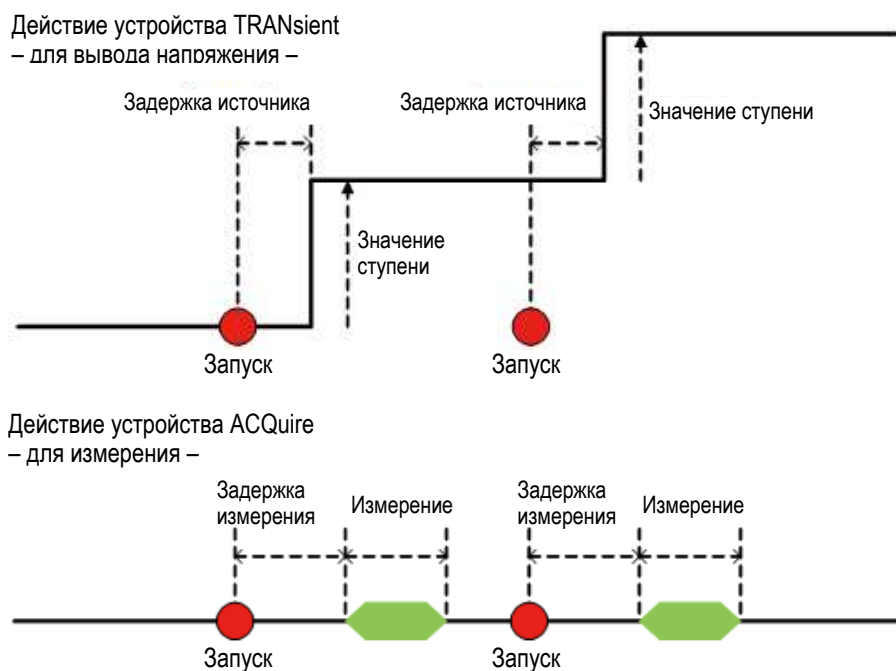 Действие устройства TRANsient
– для вывода напряжения –
Задержка источника
Задержка источника
Значение ступени
Значение
ступени
Запуск
Запуск
Действие устройства ACQuire
– для измерения –
Задержка
измерения
Измерение
Задержка
измерения
Измерение
Запуск
Запуск